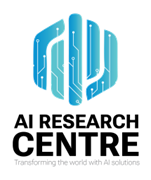 AI RESEARCH
CENTRE
Transforming the world with AI solutions